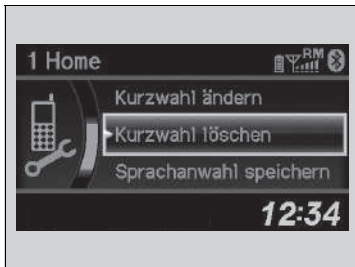 1 Home
RM
Kurzwahl ändern
Kurzwahl löschen
Sprachanwahl speichern
12:34